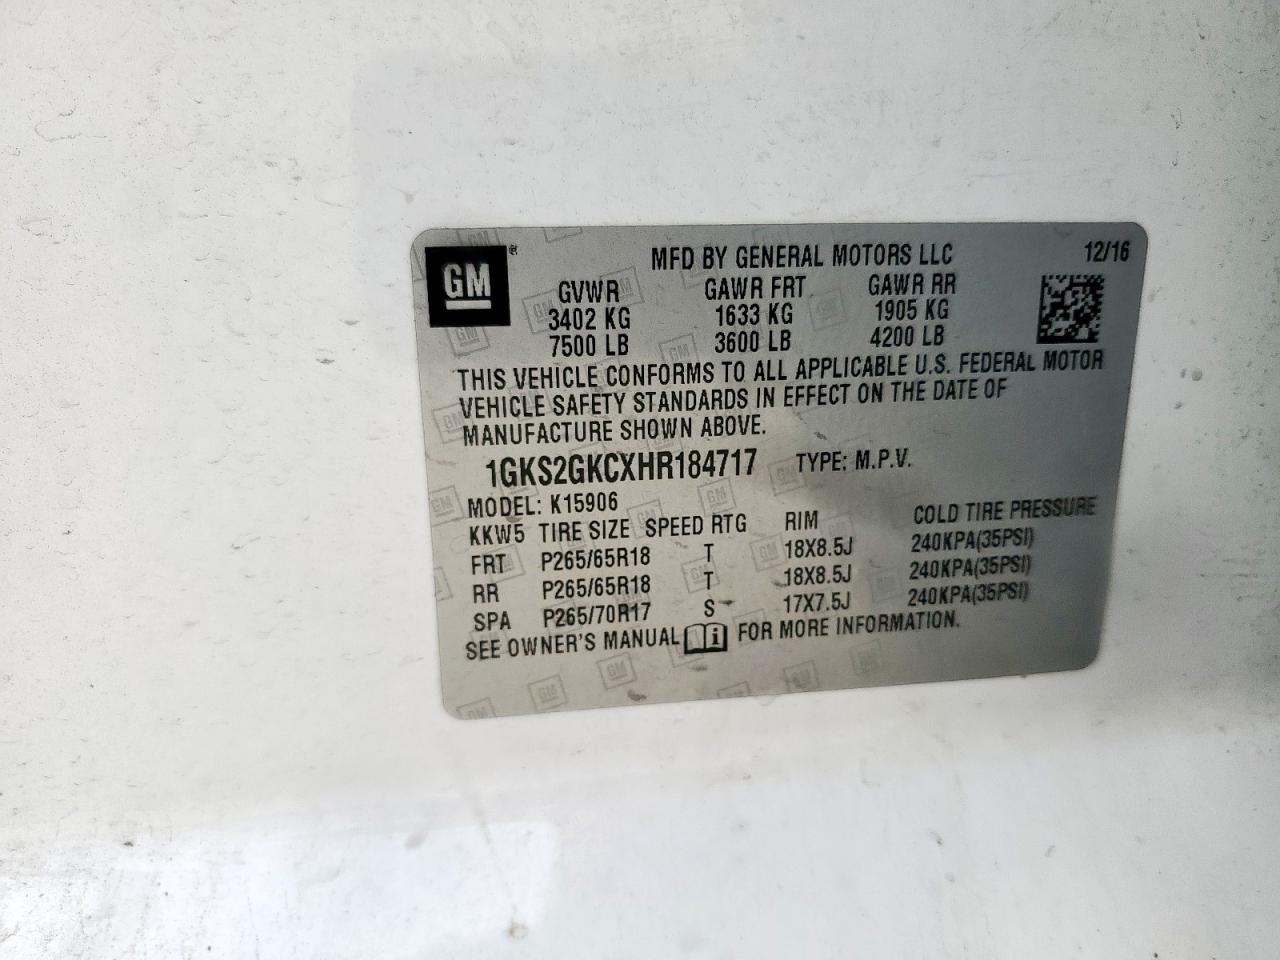 GM®
MFD BY GENERAL MOTORS LLC 12/16
GVWR GAWR FRT GAWR RR
3402 KG 1633 KG 1905 KG
7500 LB 3600 LB 4200 LB
THIS VEHICLE CONFORMS TO ALL APPLICABLE U.S. FEDERAL MOTOR
VEHICLE SAFETY STANDARDS IN EFFECT ON THE DATE OF
MANUFACTURE SHOWN ABOVE.
1GKS2GKCXHR184717 TYPE: M.P.V.
MODEL: K15906
KKW5 TIRE SIZE SPEED RTG RIM COLD TIRE PRESSURE
FRT P265/65R18 T 18X8.5J 240KPA(35PSI)
RR P265/65R18 T 18X8.5J 240KPA(35PSI)
SPA P265/70R17 S 17X7.5J 240KPA(35PSI)
SEE OWNER'S MANUAL i FOR MORE INFORMATION.